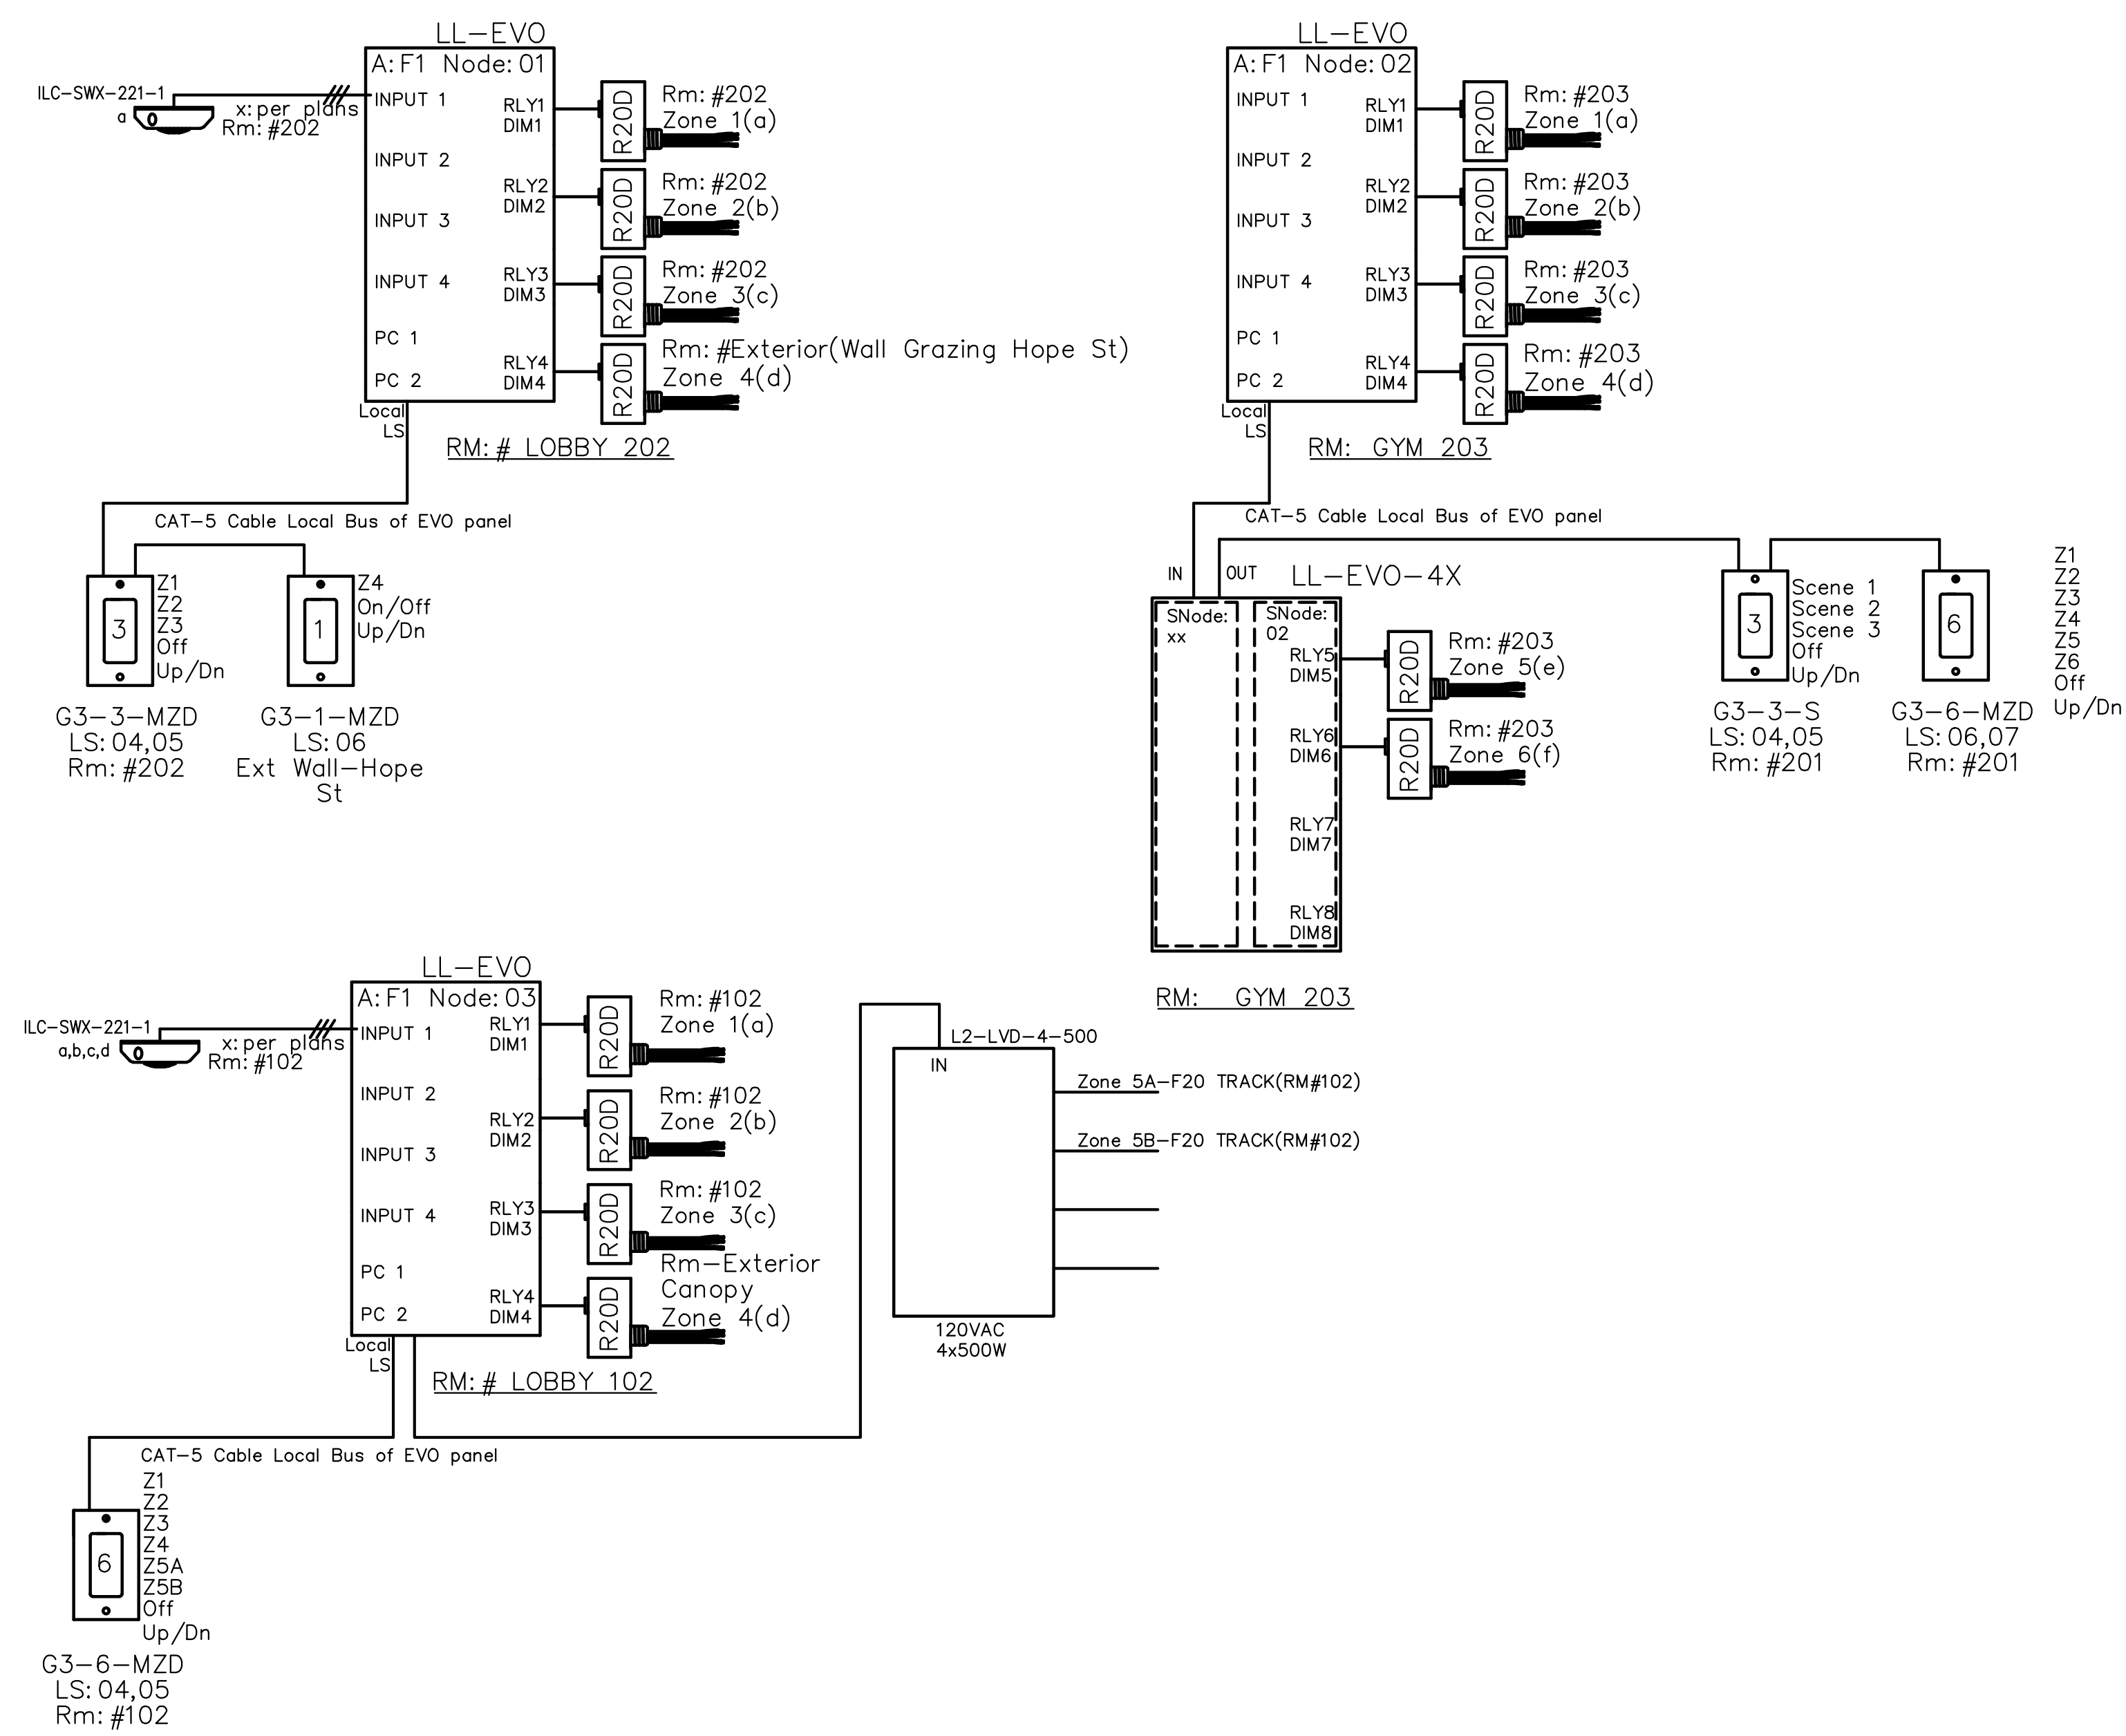 LL-EVO
A:F1 Node:01
ILC-SWX-221-1
a
x:per plans
Rm:#202
INPUT 1
INPUT 2
INPUT 3
INPUT 4
PC 1
PC 2
RLY1
DIM1
RLY2
DIM2
RLY3
DIM3
RLY4
DIM4
R20D
Rm:#202
Zone 1(a)
R20D
Rm:#202
Zone 2(b)
R20D
Rm:#202
Zone 3(c)
R20D
Rm:#Exterior(Wall Grazing Hope St)
Zone 4(d)
Local
LS
RM:# LOBBY 202
CAT-5 Cable Local Bus of EVO panel
3
Z1
Z2
Z3
Off
Up/Dn
G3-3-MZD
LS:04,05
Rm:#202
1
Z4
On/Off
Up/Dn
G3-1-MZD
LS:06
Ext Wall-Hope
St
LL-EVO
A:F1 Node:02
INPUT 1
INPUT 2
INPUT 3
INPUT 4
PC 1
PC 2
RLY1
DIM1
RLY2
DIM2
RLY3
DIM3
RLY4
DIM4
R20D
Rm:#203
Zone 1(a)
R20D
Rm:#203
Zone 2(b)
R20D
Rm:#203
Zone 3(c)
R20D
Rm:#203
Zone 4(d)
Local
LS
RM: GYM 203
CAT-5 Cable Local Bus of EVO panel
IN
OUT
LL-EVO-4X
SNode:
xx
SNode:
02
RLY5
DIM5
RLY6
DIM6
RLY7
DIM7
RLY8
DIM8
R20D
Rm:#203
Zone 5(e)
R20D
Rm:#203
Zone 6(f)
RM: GYM 203
3
Scene 1
Scene 2
Scene 3
Off
Up/Dn
G3-3-S
LS:04,05
Rm:#201
6
Z1
Z2
Z3
Z4
Z5
Z6
Off
Up/Dn
G3-6-MZD
LS:06,07
Rm:#201
LL-EVO
A:F1 Node:03
ILC-SWX-221-1
a,b,c,d
x:per plans
Rm:#102
INPUT 1
INPUT 2
INPUT 3
INPUT 4
PC 1
PC 2
RLY1
DIM1
RLY2
DIM2
RLY3
DIM3
RLY4
DIM4
R20D
Rm:#102
Zone 1(a)
R20D
Rm:#102
Zone 2(b)
R20D
Rm:#102
Zone 3(c)
R20D
Rm-Exterior
Canopy
Zone 4(d)
Local
LS
RM:# LOBBY 102
CAT-5 Cable Local Bus of EVO panel
L2-LVD-4-500
IN
Zone 5A-F20 TRACK(RM#102)
Zone 5B-F20 TRACK(RM#102)
120VAC
4x500W
6
Z1
Z2
Z3
Z4
Z5A
Z5B
Off
Up/Dn
G3-6-MZD
LS:04,05
Rm:#102